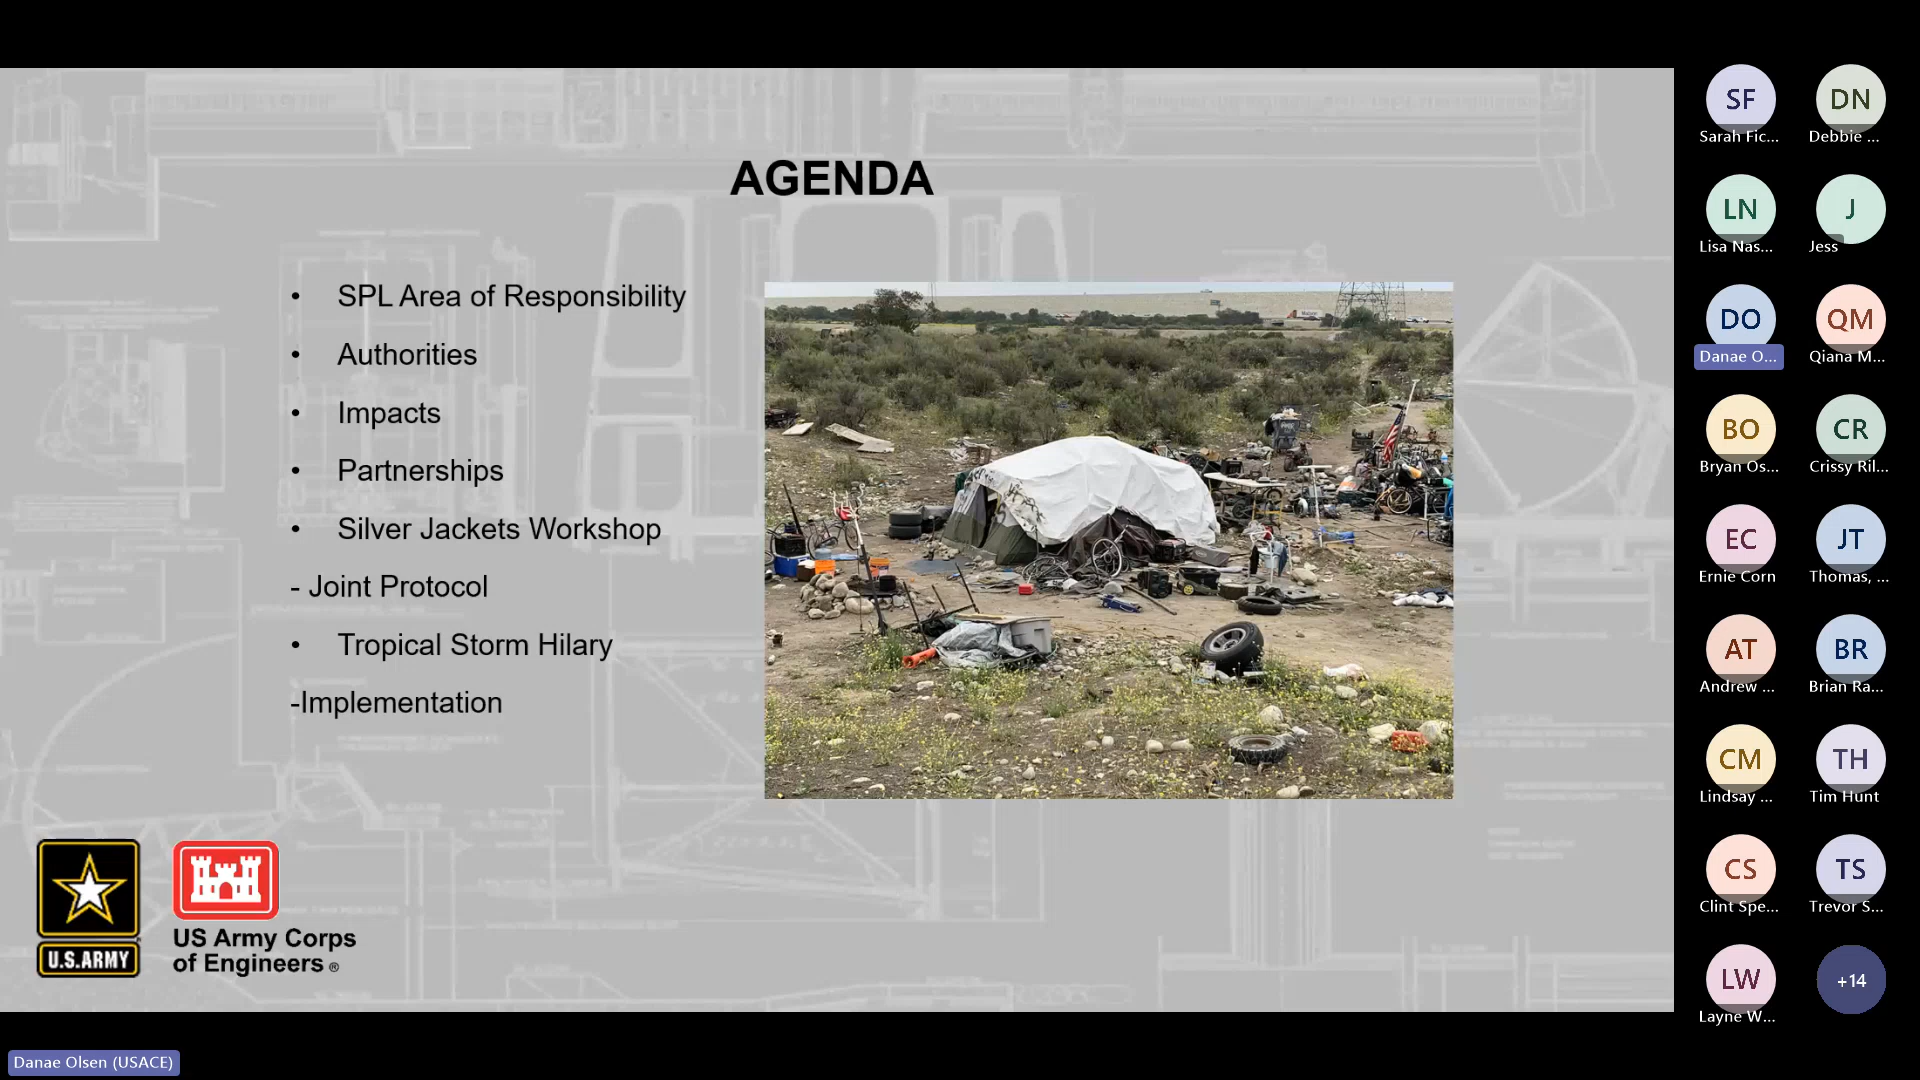 AGENDA
• SPL Area of Responsibility
• Authorities
• Impacts
• Partnerships
• Silver Jackets Workshop
- Joint Protocol
• Tropical Storm Hilary
-Implementation
U.S.ARMY
US Army Corps
of Engineers ®
Danae Olsen (USACE)
SF
Sarah Fic...
DN
Debbie ...
LN
Lisa Nas...
J
Jess
DO
Danae O...
QM
Qiana M...
BO
Bryan Os...
CR
Crissy Ril...
EC
Ernie Corn
JT
Thomas, ...
AT
Andrew ...
BR
Brian Ra...
CM
Lindsay ...
TH
Tim Hunt
CS
Clint Spe...
TS
Trevor S...
LW
Layne W...
+14